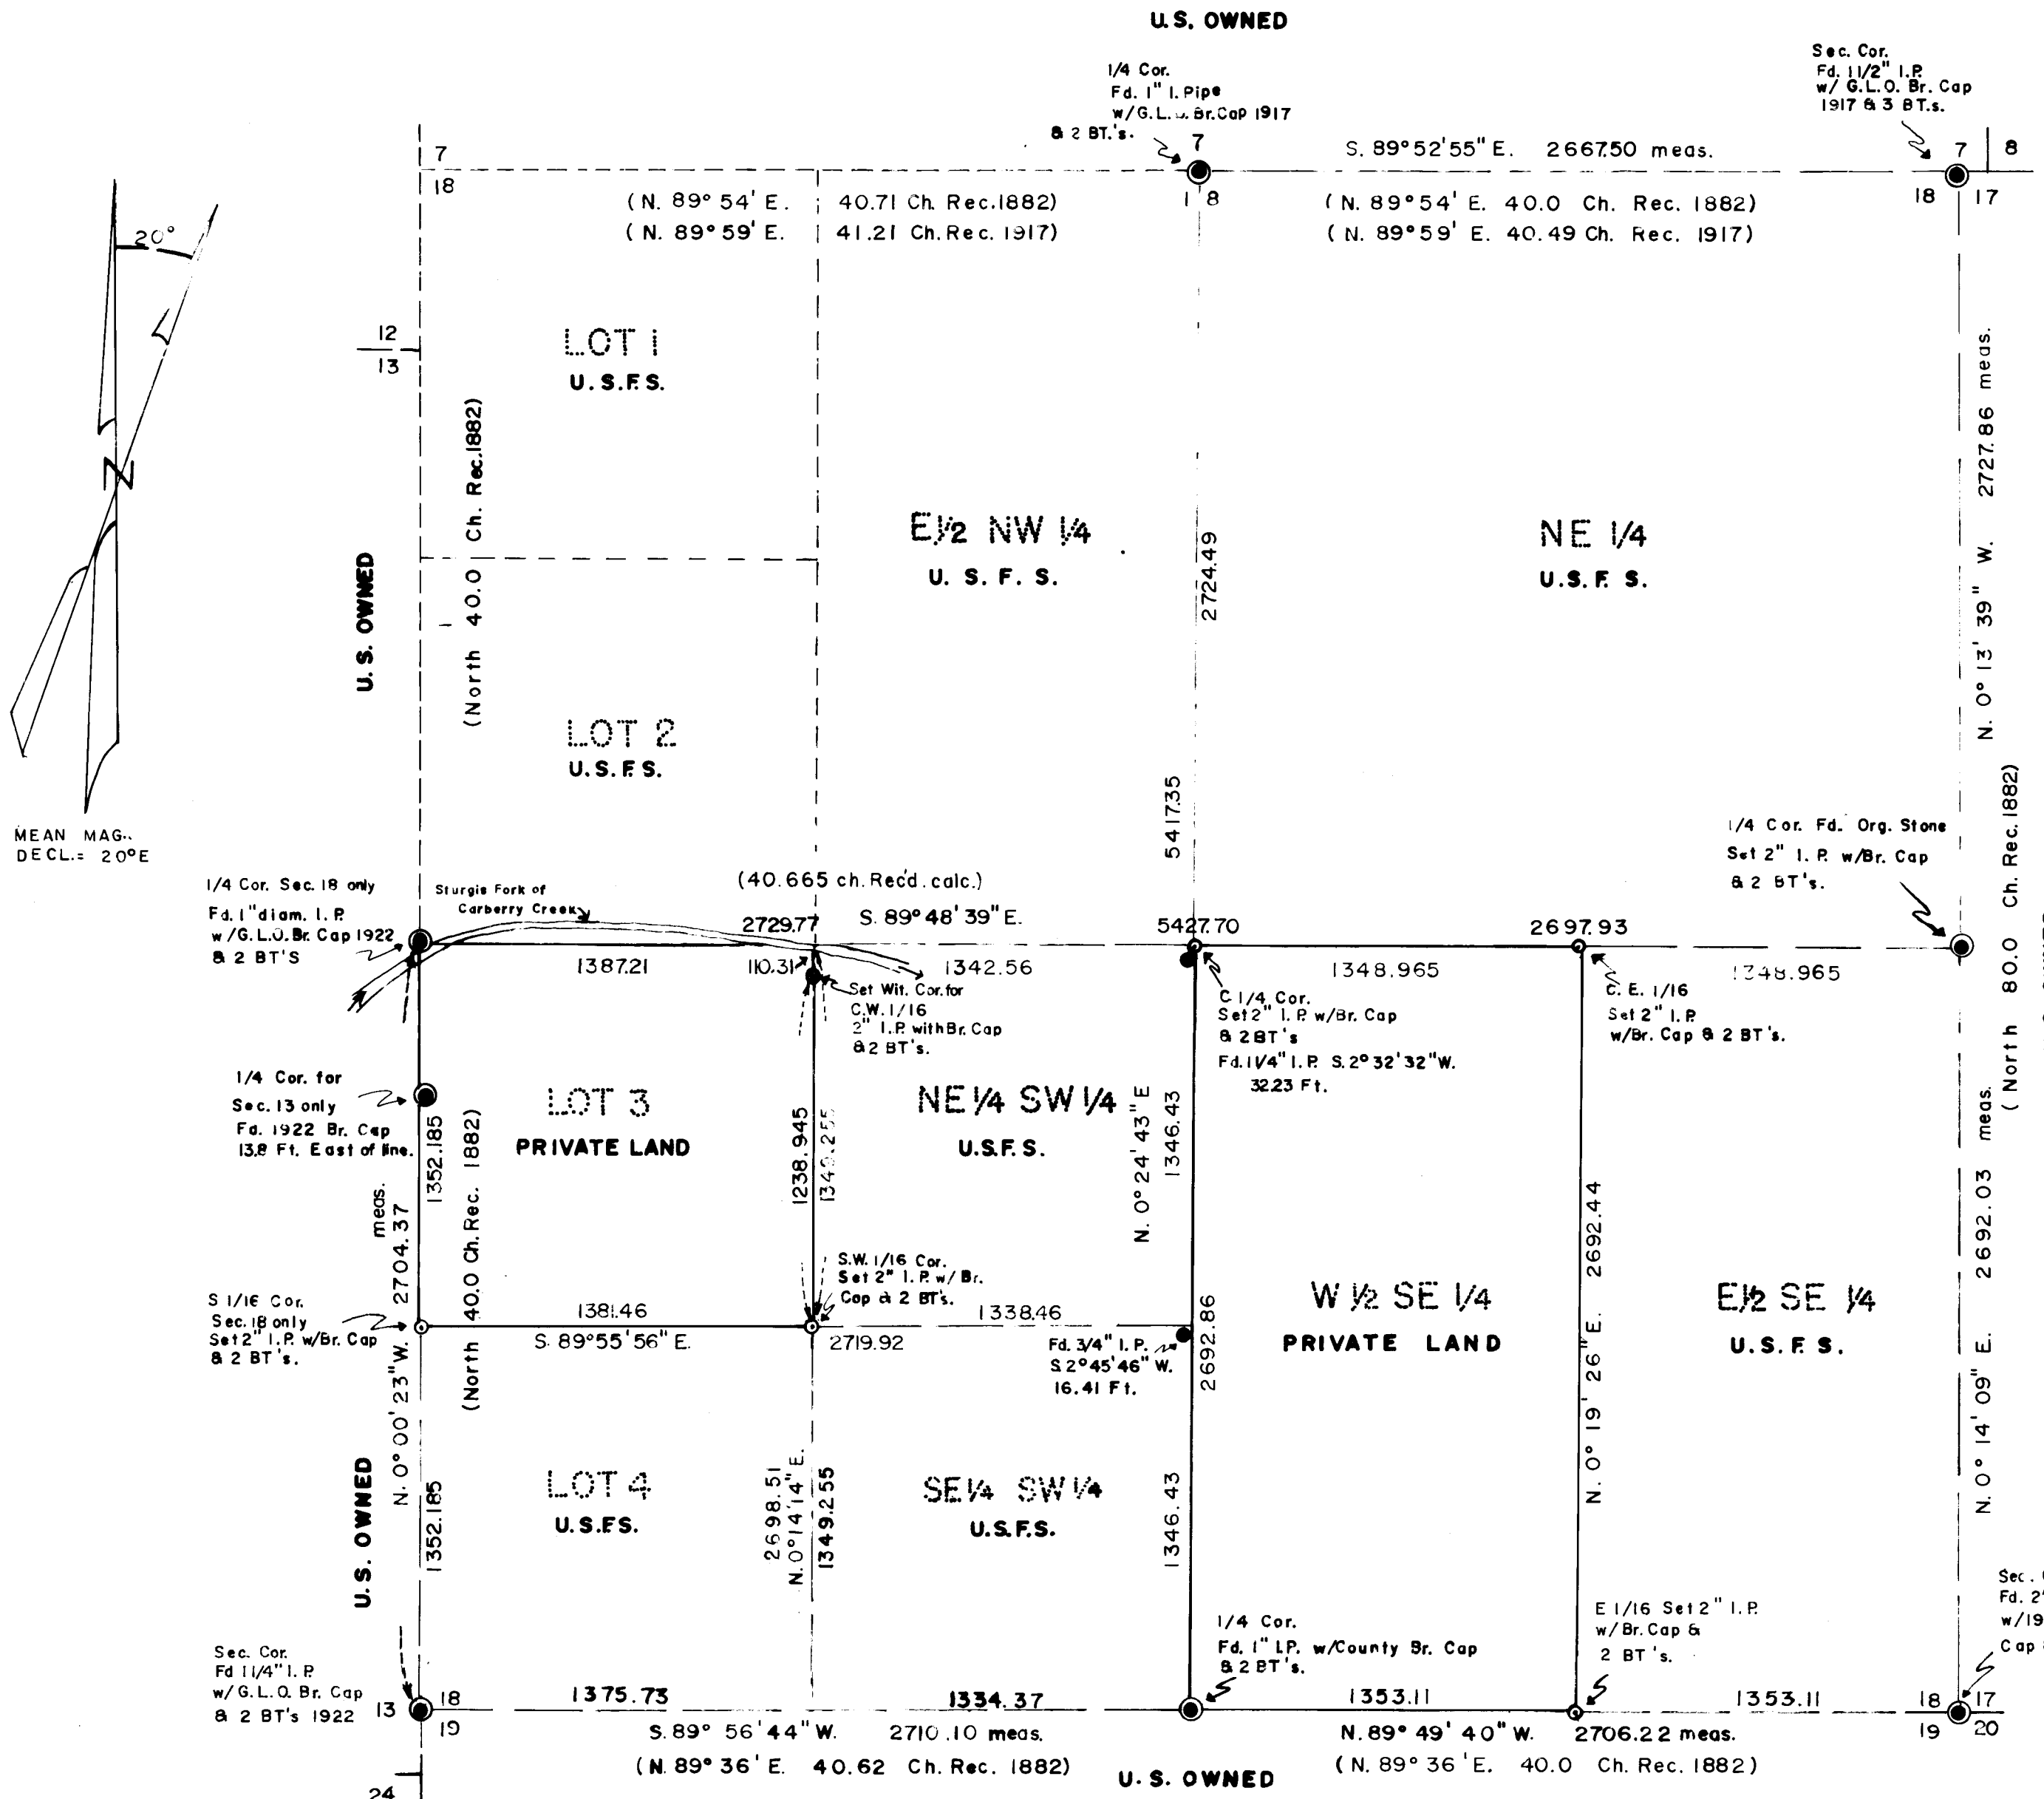 U.S. OWNED
1/4 Cor.
Fd. 1" I. Pipe
w/G.L.O. Br. Cap 1917
& 2 BT.'s.
Sec. Cor.
Fd. 1 1/2" I.P.
w/ G.L.O. Br. Cap
1917 & 3 BT.s.
7
18
7
1 8
S. 89° 52' 55" E. 2667.50 meas.
7 8
18 17
(N. 89° 54' E. 40.71 Ch. Rec. 1882)
(N. 89° 59' E. 41.21 Ch. Rec. 1917)
(N. 89° 54' E. 40.0 Ch. Rec. 1882)
(N. 89° 59' E. 40.49 Ch. Rec. 1917)
20°
N
MEAN MAG.
DECL.= 20°E
12
13
LOT 1
U.S.F.S.
(North 40.0 Ch. Rec. 1882)
U.S. OWNED
E 1/2 NW 1/4
U. S. F. S.
2724.49
5417.35
NE 1/4
U.S.F. S.
N. 0° 13' 39" W. 2727.86 meas.
(North 80.0 Ch. Rec. 1882)
LOT 2
U.S.F.S.
1/4 Cor. Fd. Org. Stone
Set 2" I. P. w/Br. Cap
& 2 BT's.
1/4 Cor. Sec. 18 only
Fd. 1" diam. I. P.
w/G.L.O. Br. Cap 1922
& 2 BT'S
Sturgis Fork of
Carberry Creek
(40.665 ch. Rec'd. calc.)
2729.77 S. 89° 48' 39" E. 5427.70 2697.93
1387.21 110.31 1342.56 1348.965 1348.965
Set Wit. Cor. for
C.W. 1/16
2" I.P. with Br. Cap
& 2 BT's.
C 1/4 Cor.
Set 2" I. P. w/Br. Cap
& 2 BT's
Fd. 1 1/4" I. P. S. 2° 32' 32" W.
32.23 Ft.
C. E. 1/16
Set 2" I.P.
w/Br. Cap & 2 BT's.
1/4 Cor. for
Sec. 13 only
Fd. 1922 Br. Cap
13.8 Ft. East of line.
1352.185
LOT 3
PRIVATE LAND
1238.945
1349.255
NE 1/4 SW 1/4
U.S.F.S.
N. 0° 24' 43" E
1346.43
N. 0° 00' 23" W. 2704.37 meas.
(North 40.0 Ch. Rec. 1882)
S 1/16 Cor.
Sec. 18 only
Set 2" I. P. w/Br. Cap
& 2 BT's.
1381.46
S. 89° 55' 56" E.
S.W. 1/16 Cor.
Set 2" I. P. w/ Br.
Cap & 2 BT's.
1338.46
2719.92
Fd. 3/4" I. P.
S. 2° 45' 46" W.
16.41 Ft.
2692.86
W 1/2 SE 1/4
PRIVATE LAND
N. 0° 19' 26" E. 2692.44
E 1/2 SE 1/4
U. S. F. S.
N. 0° 14' 09" E. 2692.03 meas.
U.S. OWNED
1352.185
LOT 4
U.S.F.S.
2698.51
N. 0° 14' 14" E.
1349.255
SE 1/4 SW 1/4
U.S.F.S.
1346.43
Sec. Cor.
Fd 1 1/4" I. P.
w/G.L.O. Br. Cap
& 2 BT's 1922
1/4 Cor.
Fd. 1" I.P. w/County Br. Cap
& 2 BT's.
E 1/16 Set 2" I. P.
w/Br. Cap &
2 BT's.
Sec.
Fd. 2"
w/19
Cap
13 18
19
1375.73 1334.37 1353.11 1353.11
S. 89° 56' 44" W. 2710.10 meas.
(N. 89° 36' E. 40.62 Ch. Rec. 1882)
N. 89° 49' 40" W. 2706.22 meas.
(N. 89° 36' E. 40.0 Ch. Rec. 1882)
18 17
19 20
24
U.S. OWNED